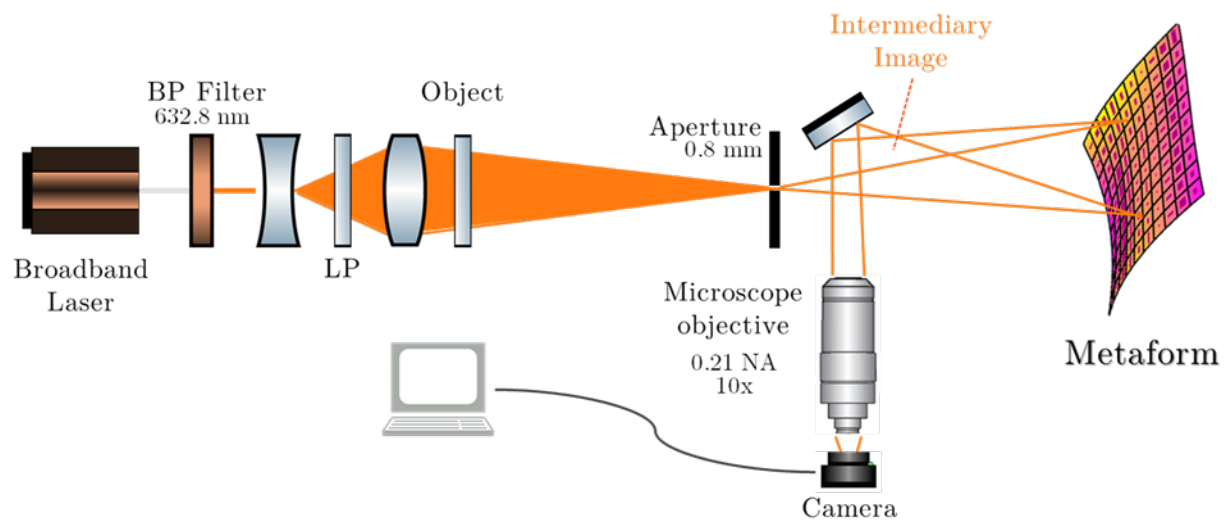 Intermediary
Image
BP Filter
632.8 nm
Object
Aperture
0.8 mm
Broadband
Laser
LP
Microscope
objective
0.21 NA
10x
Metaform
Camera